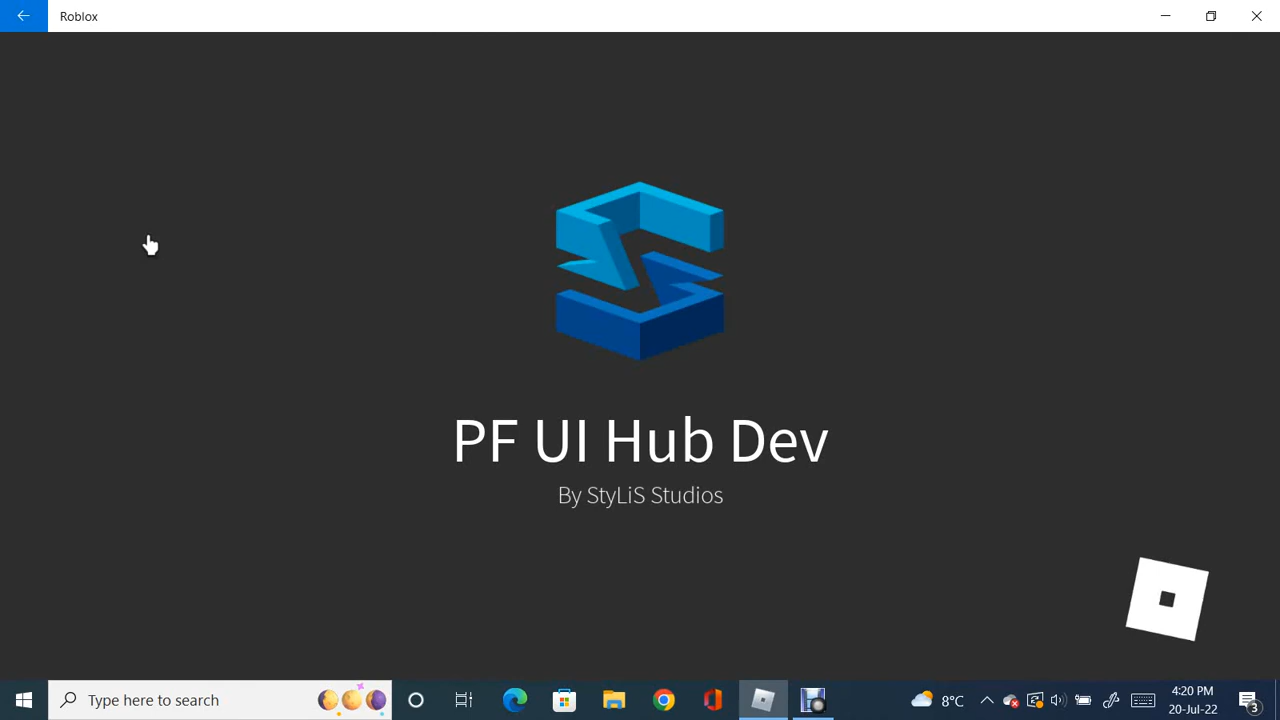 Roblox
PF UI Hub Dev
By StyLiS Studios
Type here to search
8°C
4:20 PM
20-Jul-22
3